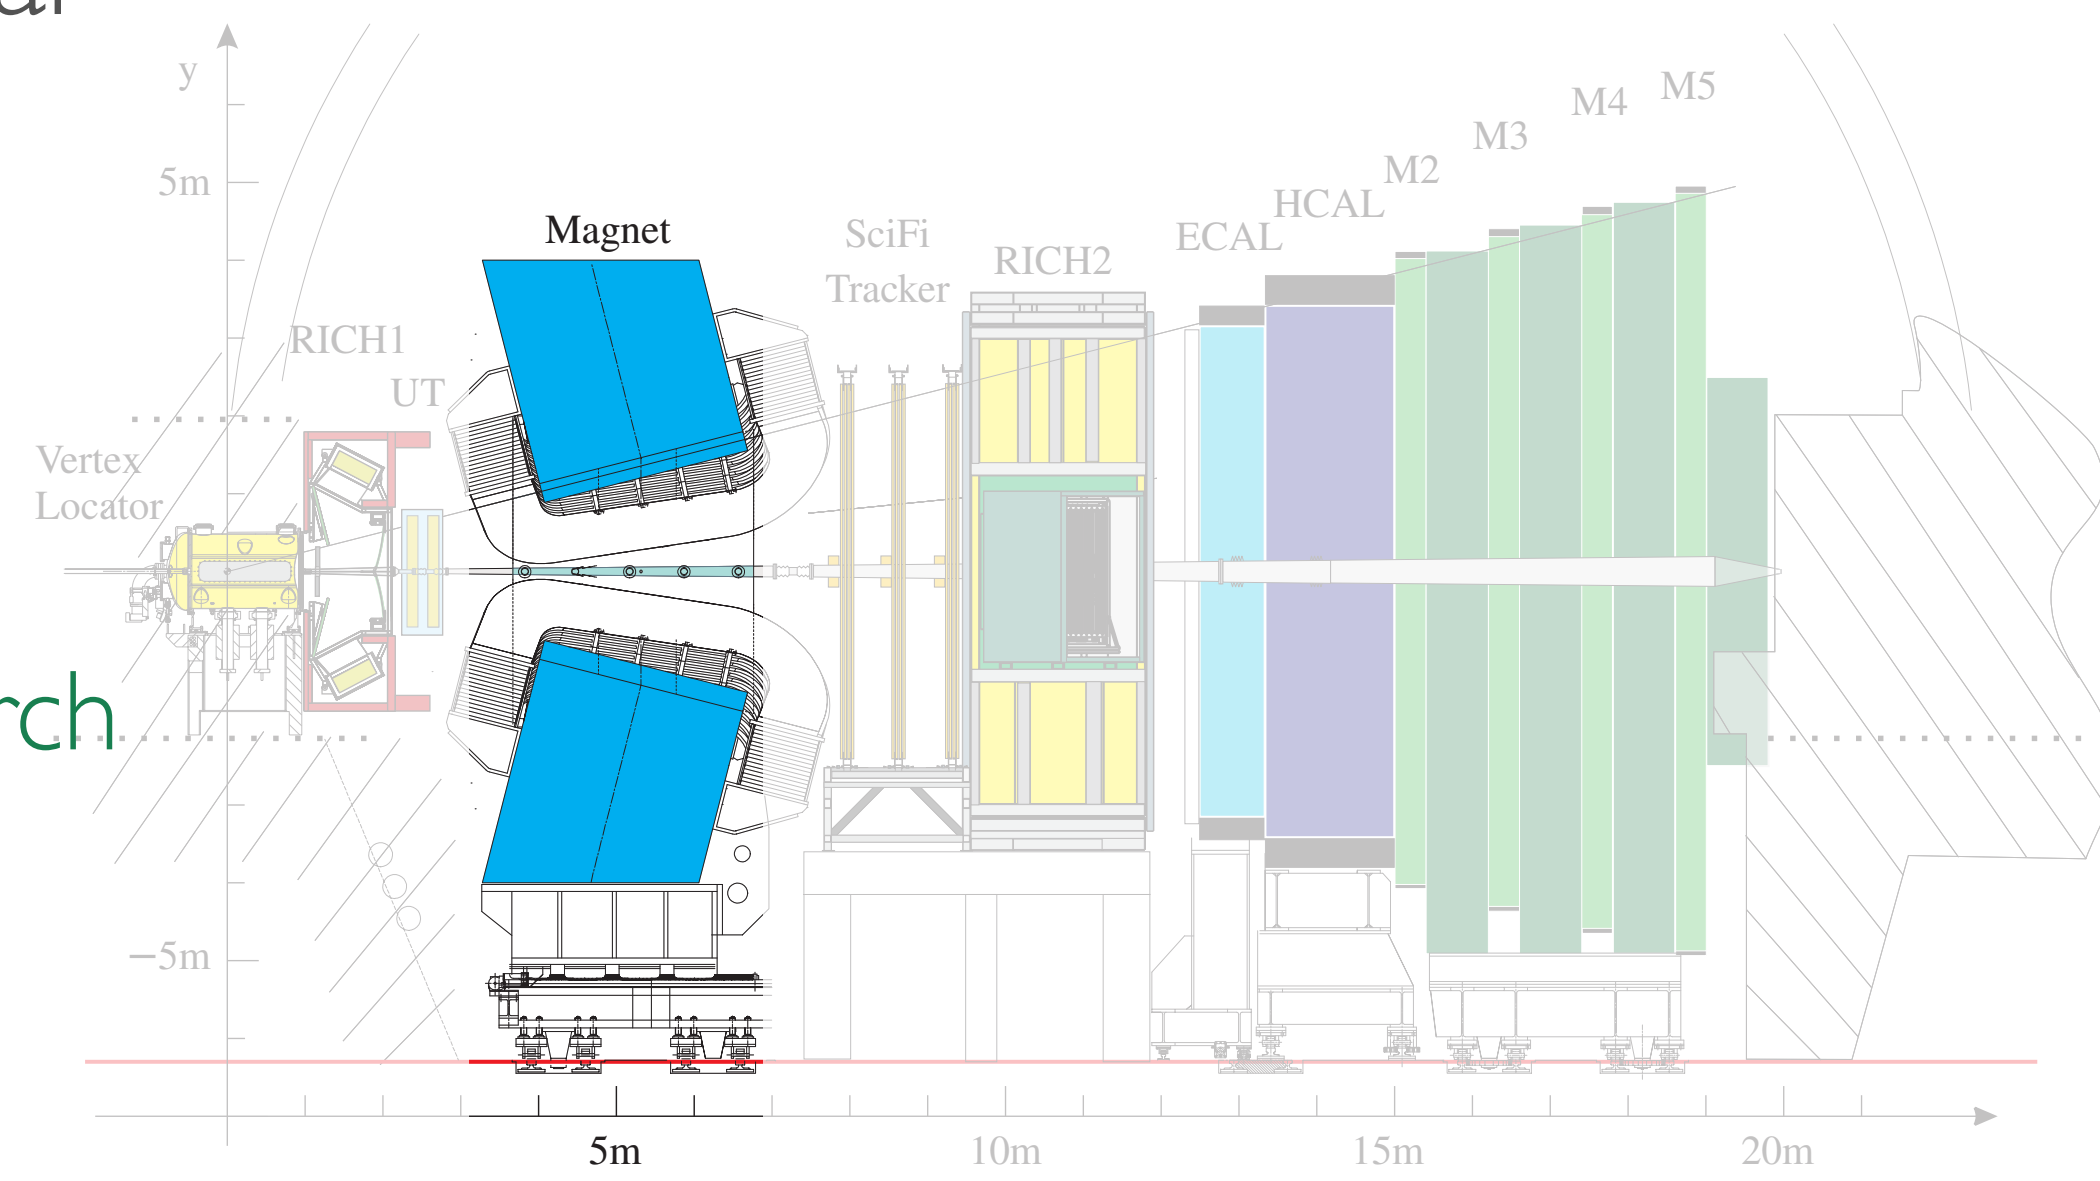 y
5m
Magnet
RICH1
UT
Vertex
Locator
SciFi
Tracker
RICH2
ECAL
HCAL
M2
M3
M4
M5
−5m
5m
10m
15m
20m